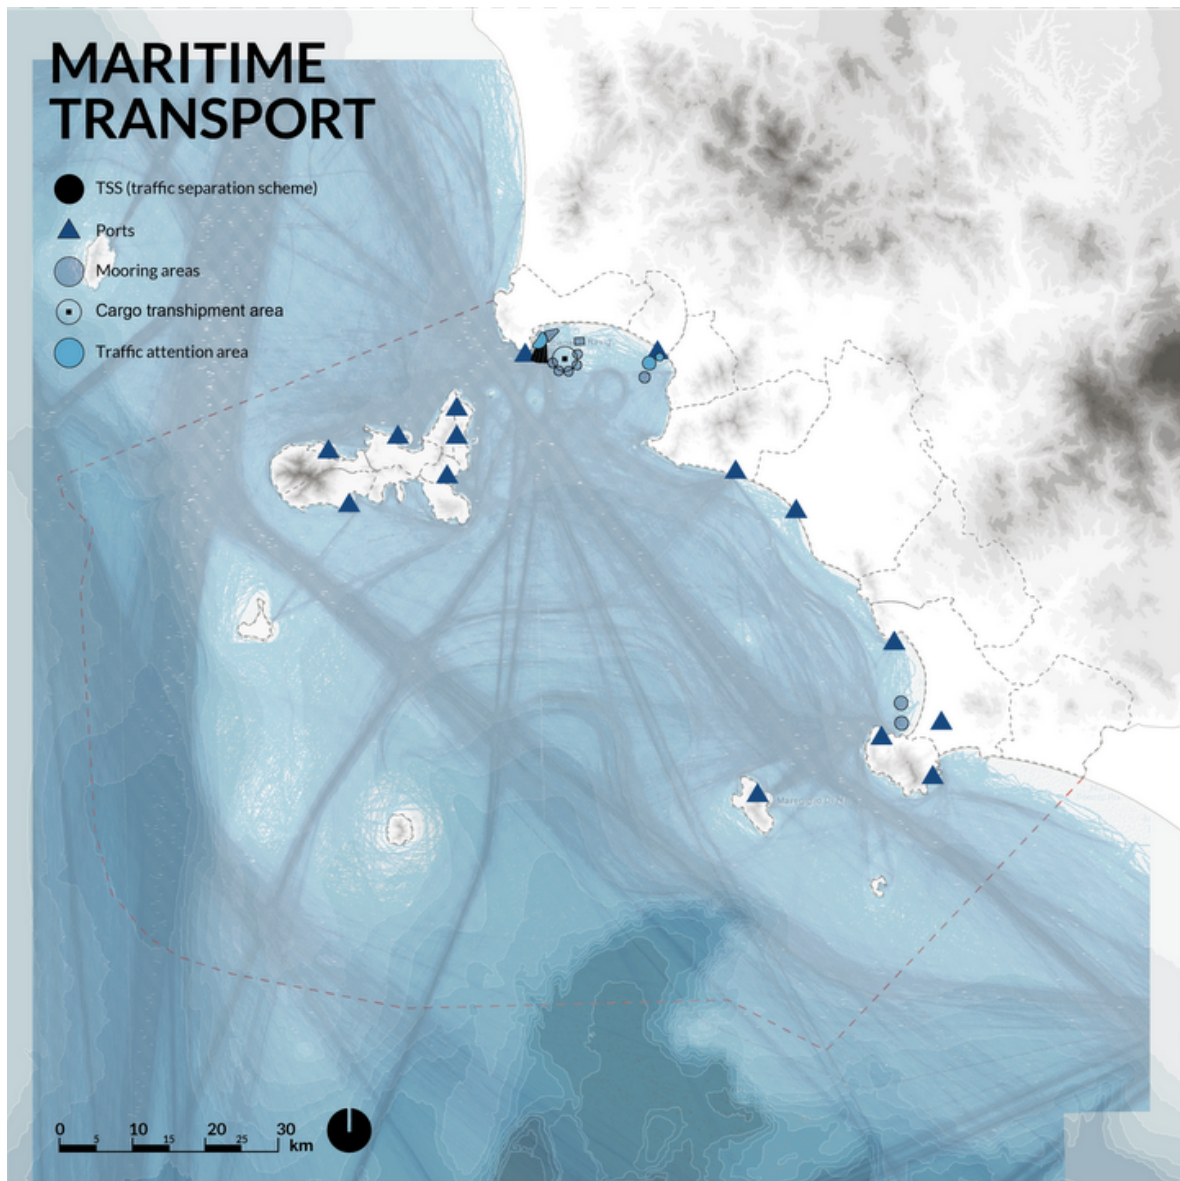 MARITIME
TRANSPORT
TSS (traffic separation scheme)
Ports
Mooring areas
Cargo transhipment area
Traffic attention area
0 10 20 30
5 15 25 km